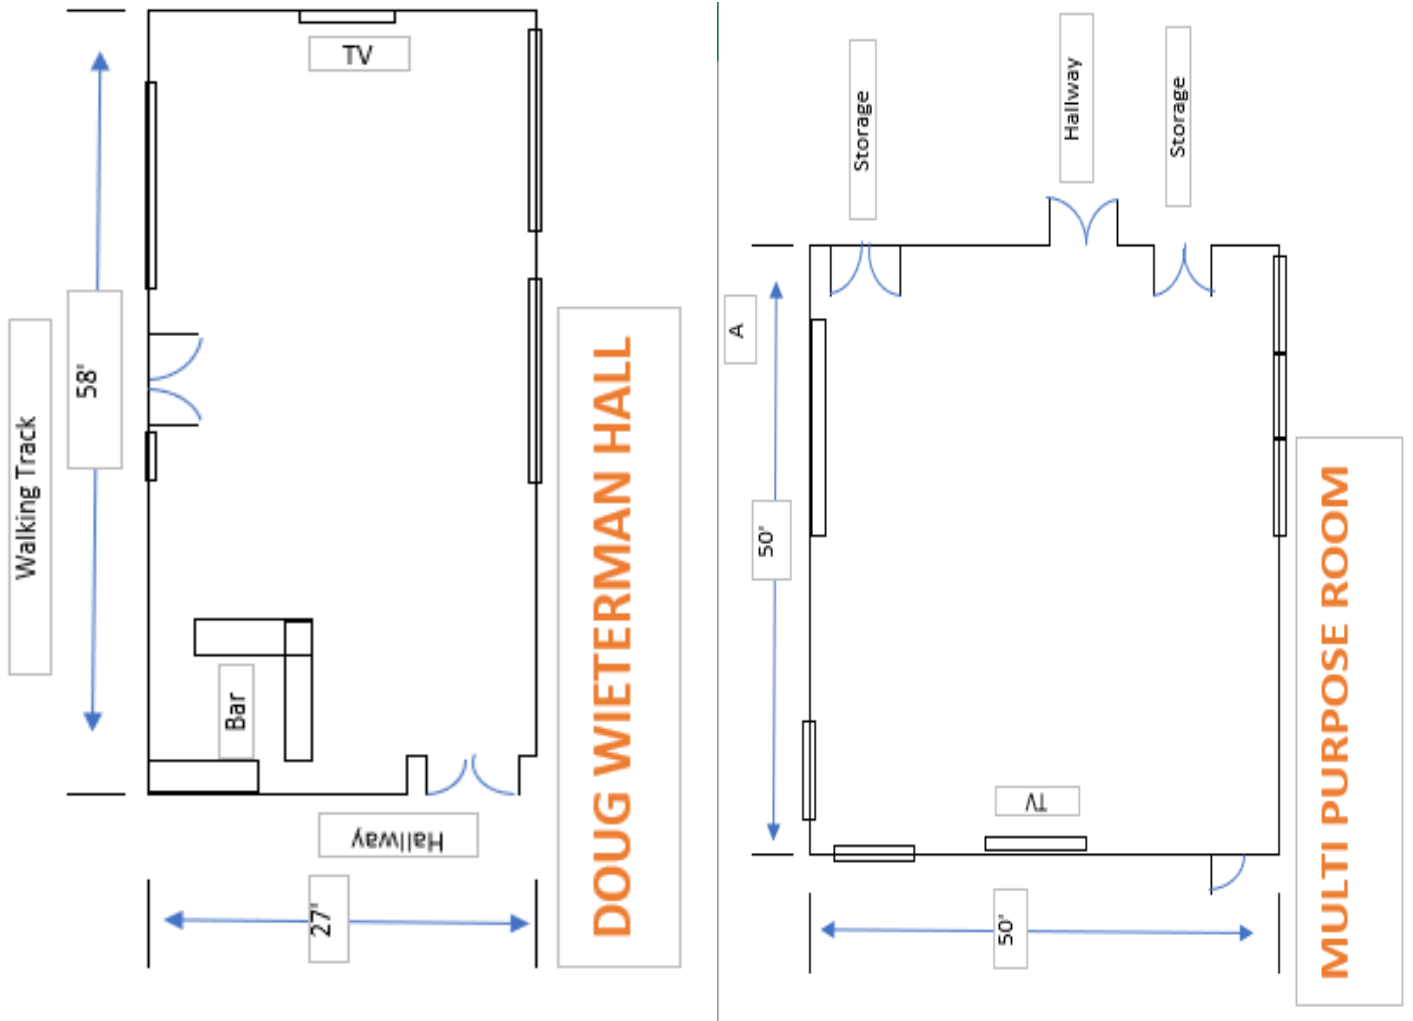 TV
Walking Track
58'
Bar
Hallway
27'
DOUG WIETERMAN HALL
Storage
Hallway
Storage
A
50'
TV
50'
MULTI PURPOSE ROOM